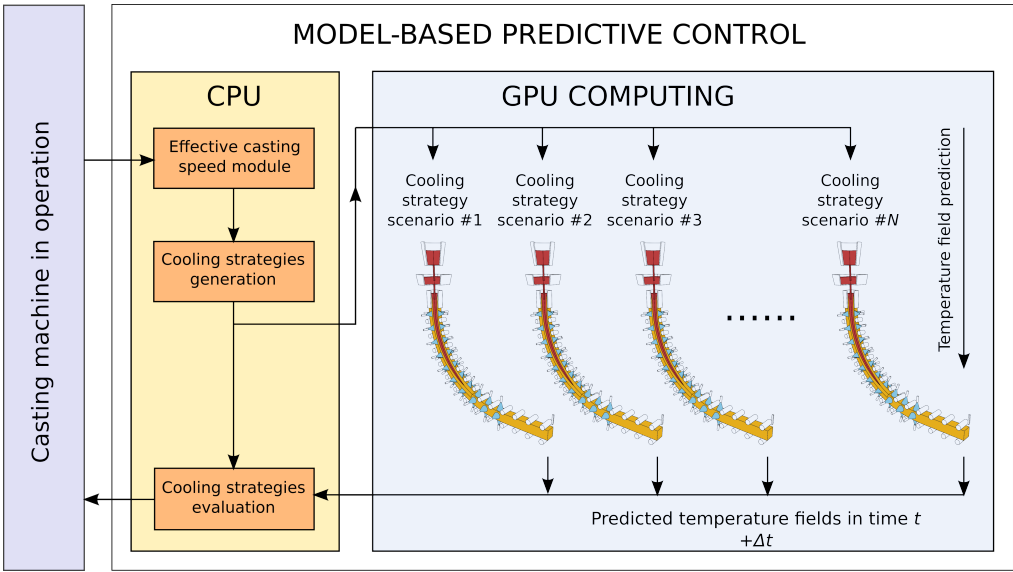 MODEL-BASED PREDICTIVE CONTROL
Casting machine in operation
CPU
Effective casting
speed module
Cooling strategies
generation
Cooling strategies
evaluation
GPU COMPUTING
Cooling
strategy
scenario #1
Cooling
strategy
scenario #2
Cooling
strategy
scenario #3
......
Cooling
strategy
scenario #N
Temperature field prediction
Predicted temperature fields in time t
+Δt